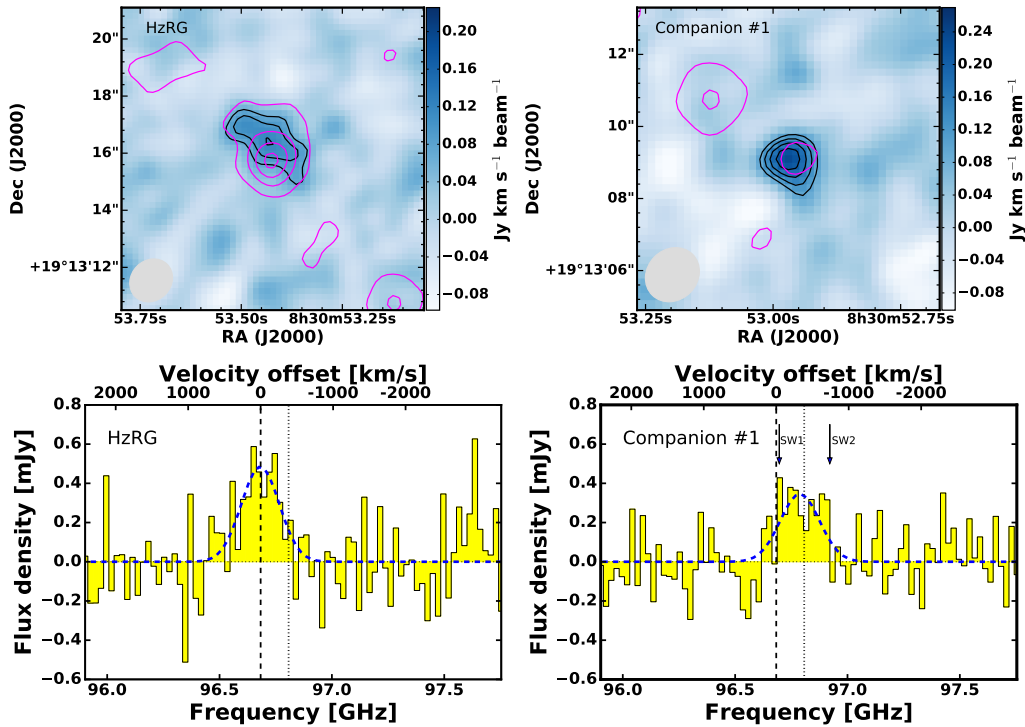 HzRG
20"
18"
16"
14"
+19°13'12"
Dec (J2000)
53.75s 53.50s 8h30m53.25s
RA (J2000)
0.20
0.16
0.12
0.08
0.04
0.00
−0.04
−0.08
Jy km s−1 beam−1
Companion #1
12"
10"
08"
+19°13'06"
Dec (J2000)
53.25s 53.00s 8h30m52.75s
RA (J2000)
0.24
0.20
0.16
0.12
0.08
0.04
0.00
−0.04
−0.08
Jy km s−1 beam−1
Velocity offset [km/s]
2000 1000 0 -1000 -2000
HzRG
0.8
0.6
0.4
0.2
0.0
−0.2
−0.4
−0.6
Flux density [mJy]
96.0 96.5 97.0 97.5
Frequency [GHz]
Velocity offset [km/s]
2000 1000 0 -1000 -2000
Companion #1
SW1 SW2
0.8
0.6
0.4
0.2
0.0
−0.2
−0.4
−0.6
Flux density [mJy]
96.0 96.5 97.0 97.5
Frequency [GHz]